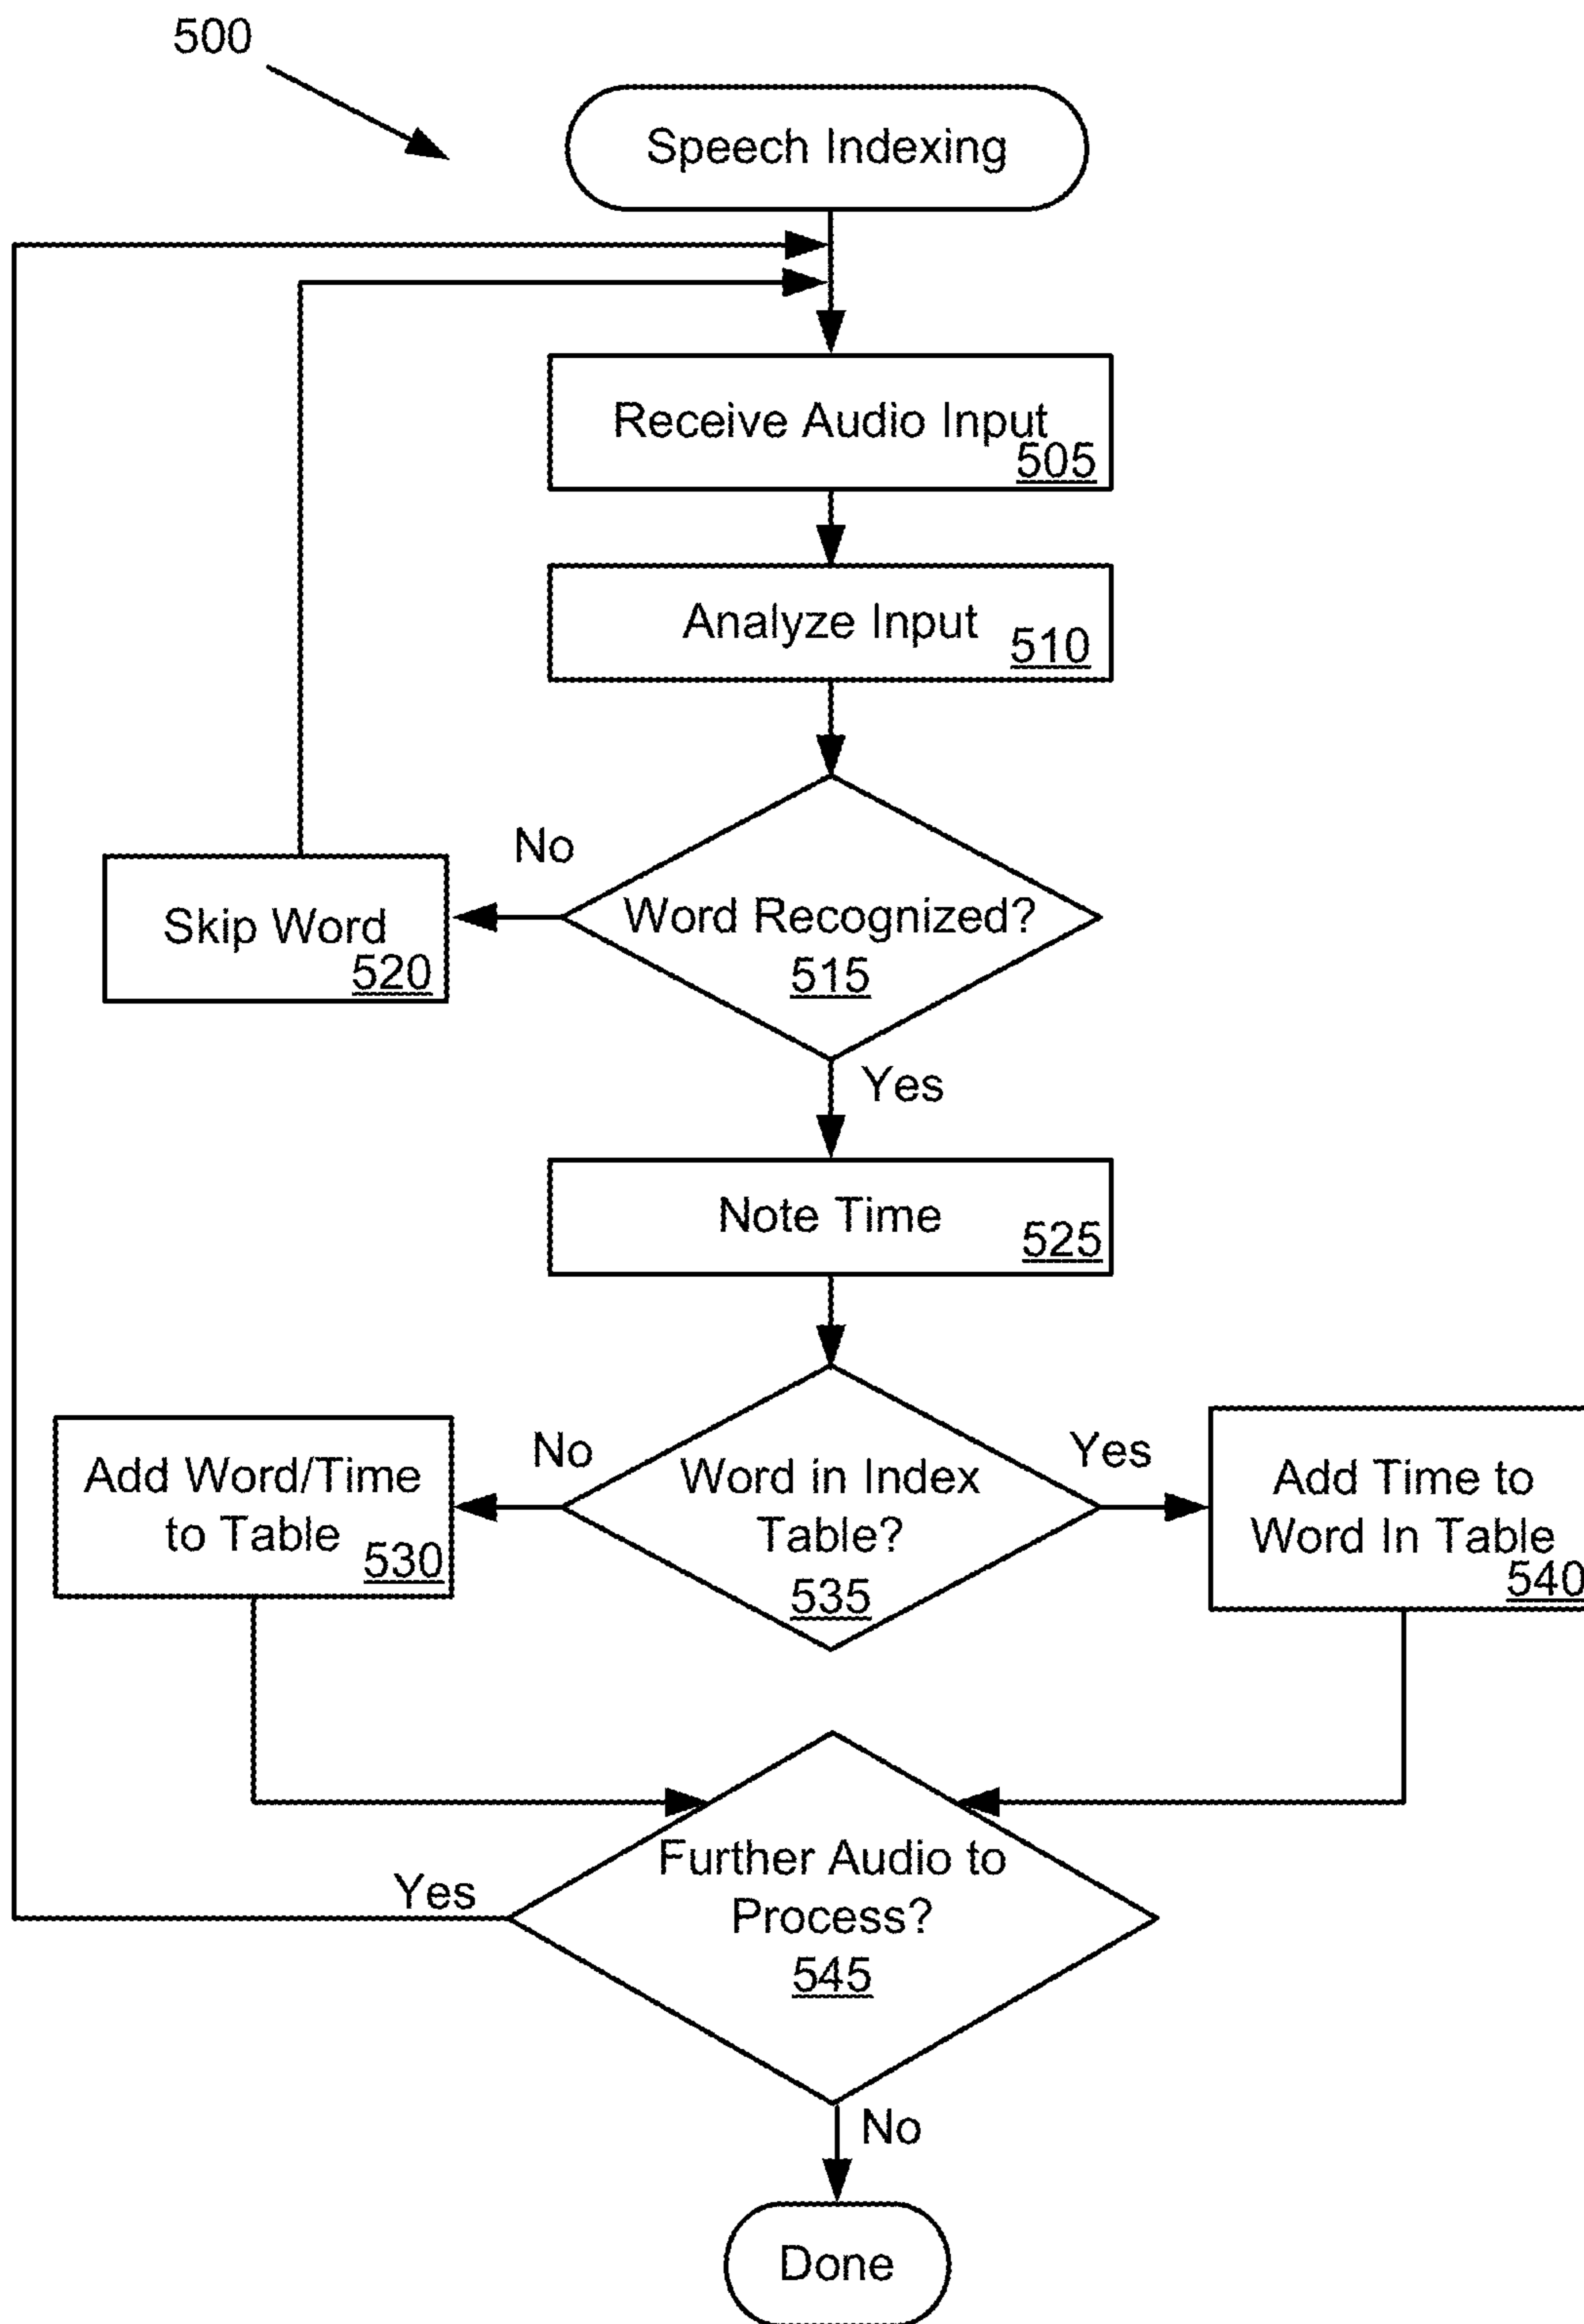 500
Speech Indexing
Receive Audio Input
505
Analyze Input
510
No
Word Recognized?
515
Skip Word
520
Yes
Note Time
525
No
Word in Index
Table?
535
Yes
Add Word/Time
to Table
530
Add Time to
Word In Table
540
Further Audio to
Process?
545
Yes
No
Done